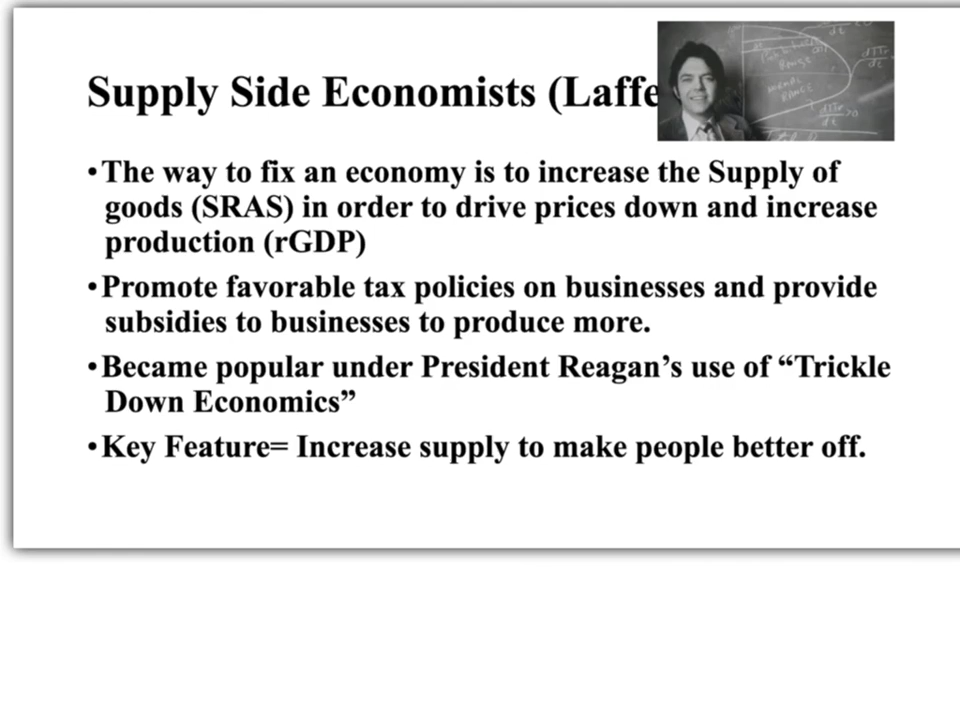 Supply Side Economists (Laffe
•The way to fix an economy is to increase the Supply of
goods (SRAS) in order to drive prices down and increase
production (rGDP)
•Promote favorable tax policies on businesses and provide
subsidies to businesses to produce more.
•Became popular under President Reagan’s use of “Trickle
Down Economics”
•Key Feature= Increase supply to make people better off.
RANGE
NORMAL
RANGE